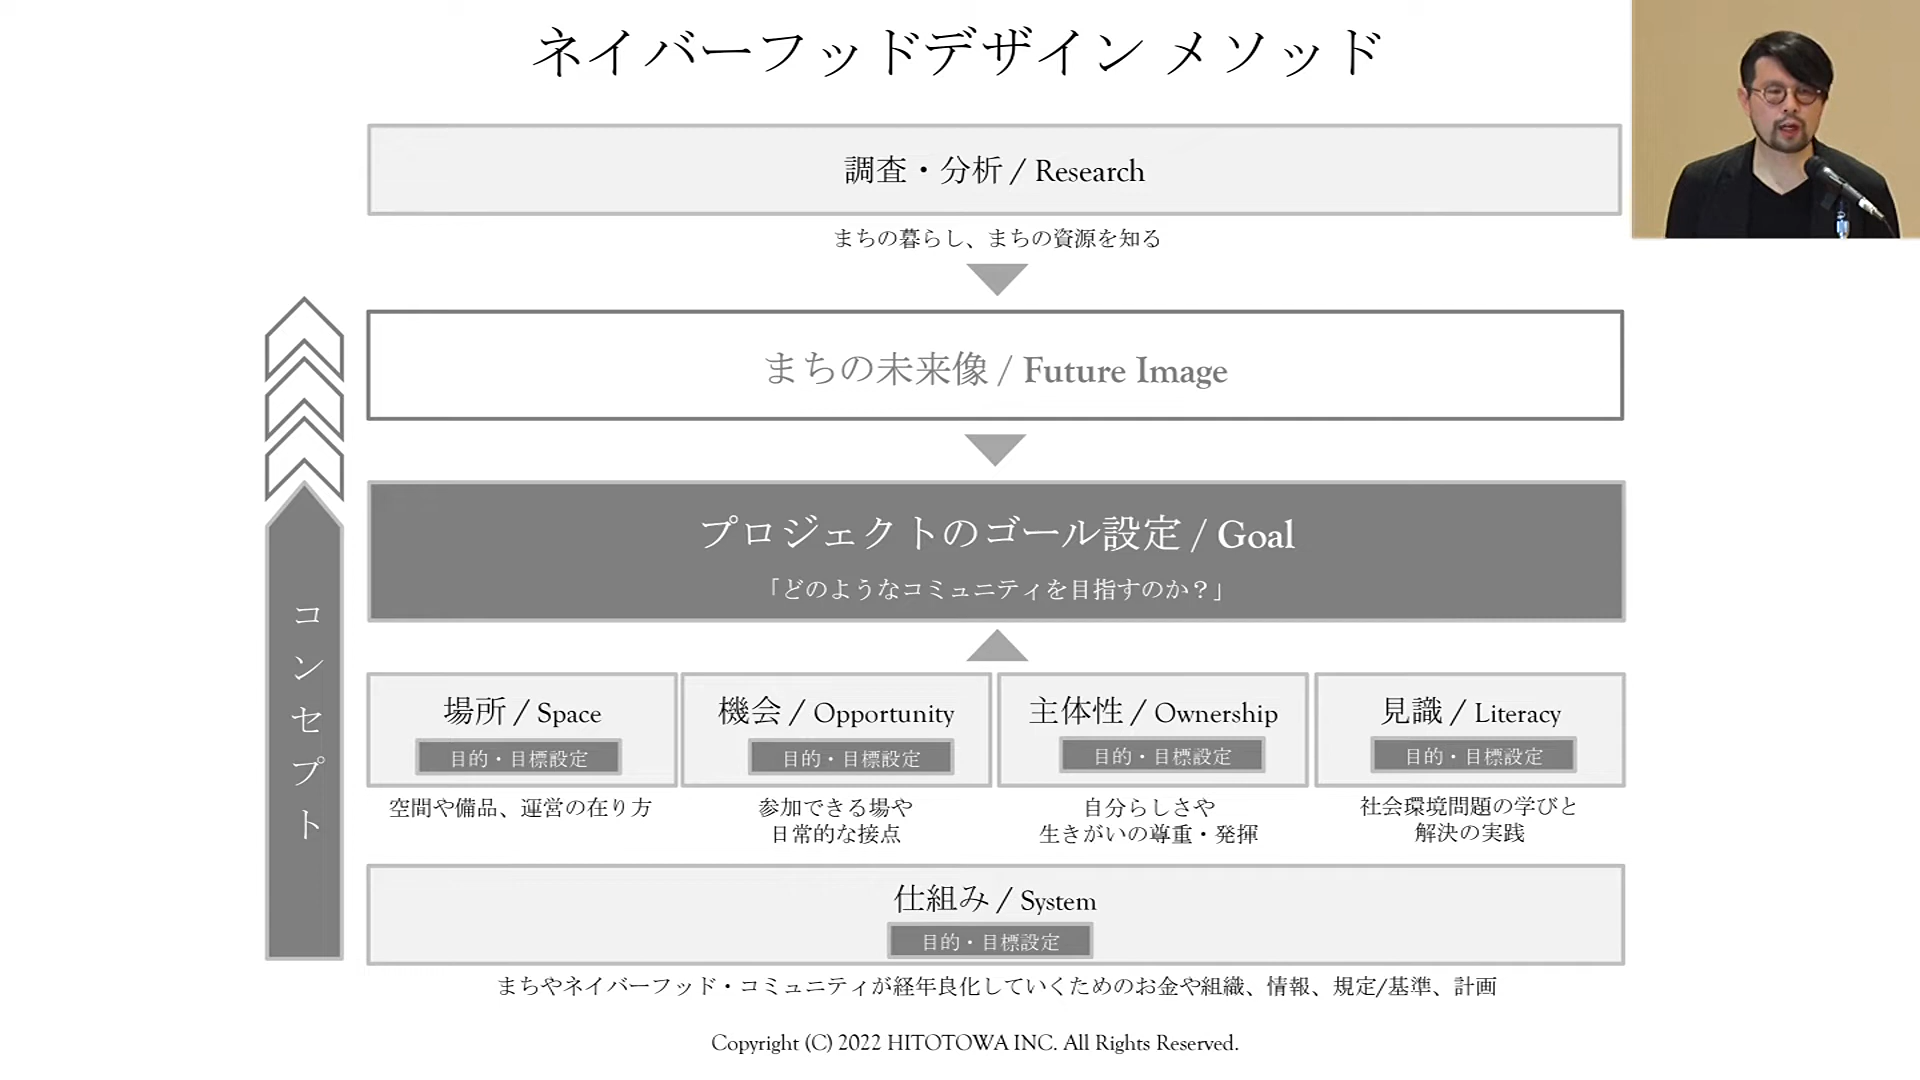 ネイバーフッドデザイン メソッド
調査・分析 / Research
まちの暮らし、まちの資源を知る
まちの未来像 / Future Image
プロジェクトのゴール設定 / Goal
「どのようなコミュニティを目指すのか？」
コンセプト
場所 / Space
目的・目標設定
空間や備品、運営の在り方
機会 / Opportunity
目的・目標設定
参加できる場や
日常的な接点
主体性 / Ownership
目的・目標設定
自分らしさや
生きがいの尊重・発揮
見識 / Literacy
目的・目標設定
社会環境問題の学びと
解決の実践
仕組み / System
目的・目標設定
まちやネイバーフッド・コミュニティが経年良化していくためのお金や組織、情報、規定/基準、計画
Copyright (C) 2022 HITOTOWA INC. All Rights Reserved.